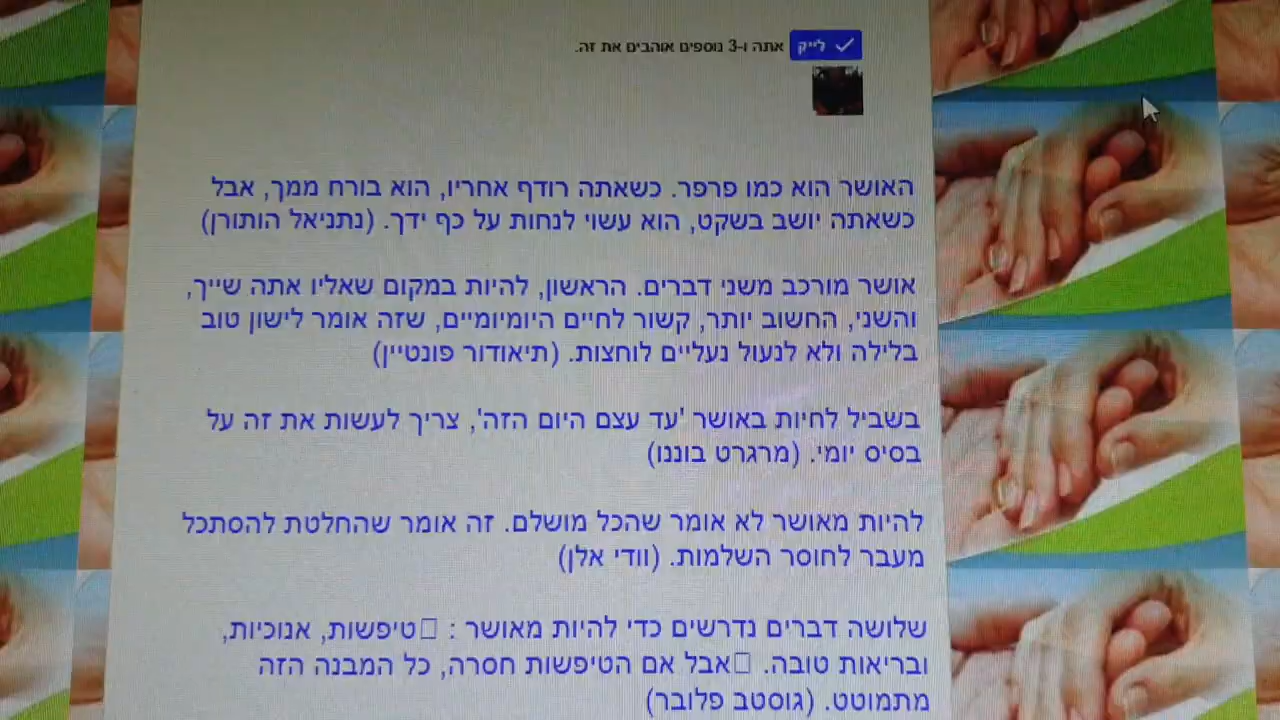 לייק אתה ו-3 נוספים אוהבים את זה.
האושר הוא כמו פרפר. כשאתה רודף אחריו, הוא בורח ממך, אבל
כשאתה יושב בשקט, הוא עשוי לנחות על כף ידך. (נתניאל הותורן)
אושר מורכב משני דברים. הראשון, להיות במקום שאליו אתה שייך,
והשני, החשוב יותר, קשור לחיים היומיומיים, שזה אומר לישון טוב
בלילה ולא לנעול נעליים לוחצות. (תיאודור פונטיין)
בשביל לחיות באושר 'עד עצם היום הזה', צריך לעשות את זה על
בסיס יומי. (מרגרט בוננו)
להיות מאושר לא אומר שהכל מושלם. זה אומר שהחלטת להסתכל
מעבר לחוסר השלמות. (וודי אלן)
שלושה דברים נדרשים כדי להיות מאושר : טיפשות, אנוכיות,
ובריאות טובה. אבל אם הטיפשות חסרה, כל המבנה הזה
מתמוטט. (גוסטב פלובר)